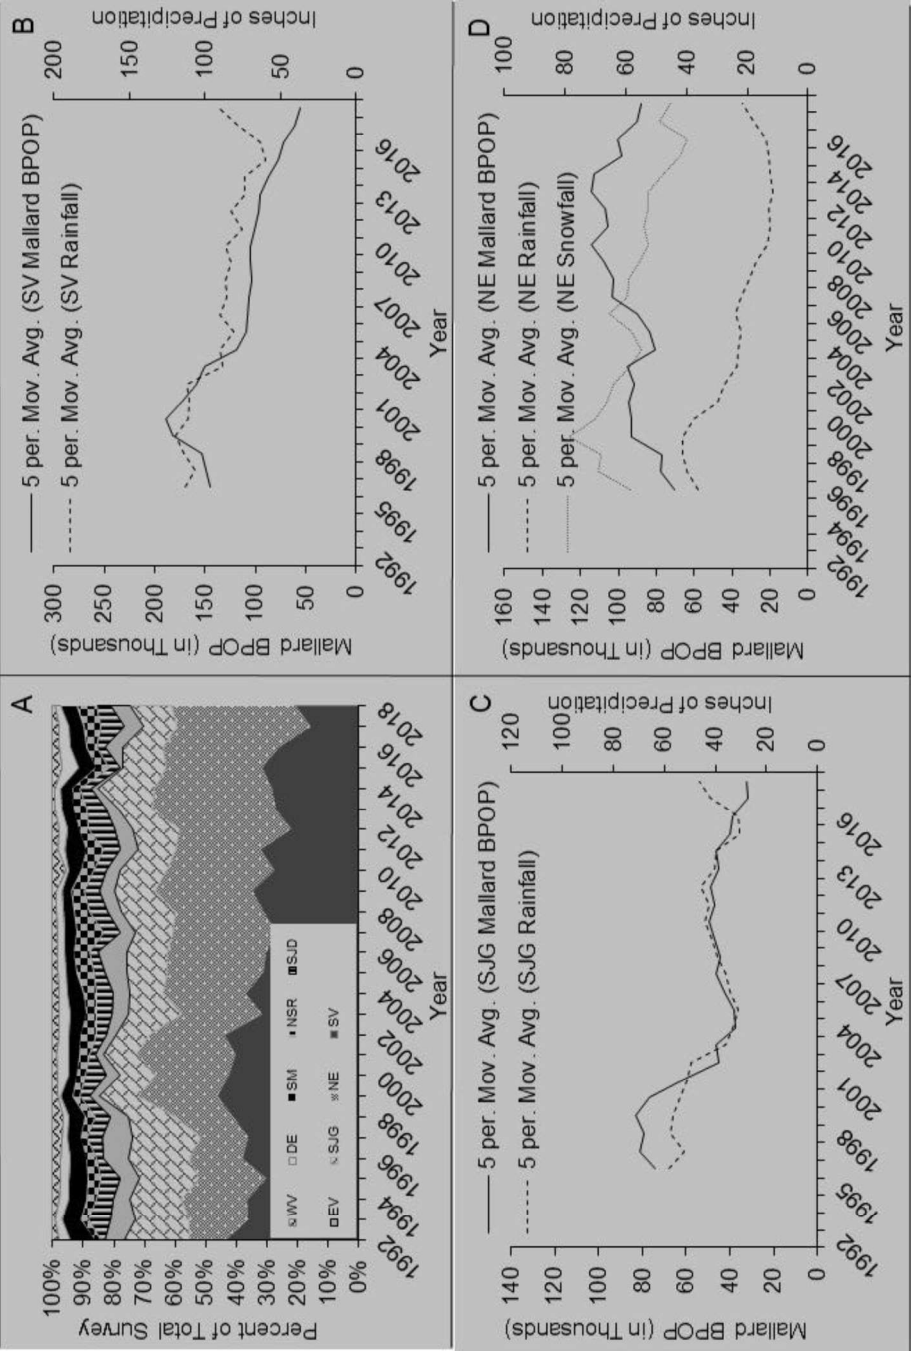 A
Percent of Total Survey
100%
90%
80%
70%
60%
50%
40%
30%
20%
10%
0%
WV DE SM NSR SJD
EV SJG NE SV
1992 1994 1996 1998 2000 2002 2004 2006 2008 2010 2012 2014 2016 2018
Year
B
5 per. Mov. Avg. (SV Mallard BPOP)
5 per. Mov. Avg. (SV Rainfall)
Mallard BPOP (in Thousands)
300
250
200
150
100
50
0
Inches of Precipitation
200
150
100
50
0
1992 1995 1998 2001 2004 2007 2010 2013 2016
Year
C
5 per. Mov. Avg. (SJG Mallard BPOP)
5 per. Mov. Avg. (SJG Rainfall)
Mallard BPOP (in Thousands)
140
120
100
80
60
40
20
0
Inches of Precipitation
120
100
80
60
40
20
0
1992 1995 1998 2001 2004 2007 2010 2013 2016
Year
D
5 per. Mov. Avg. (NE Mallard BPOP)
5 per. Mov. Avg. (NE Rainfall)
5 per. Mov. Avg. (NE Snowfall)
Mallard BPOP (in Thousands)
160
140
120
100
80
60
40
20
0
Inches of Precipitation
100
80
60
40
20
0
1992 1994 1996 1998 2000 2002 2004 2006 2008 2010 2012 2014 2016
Year